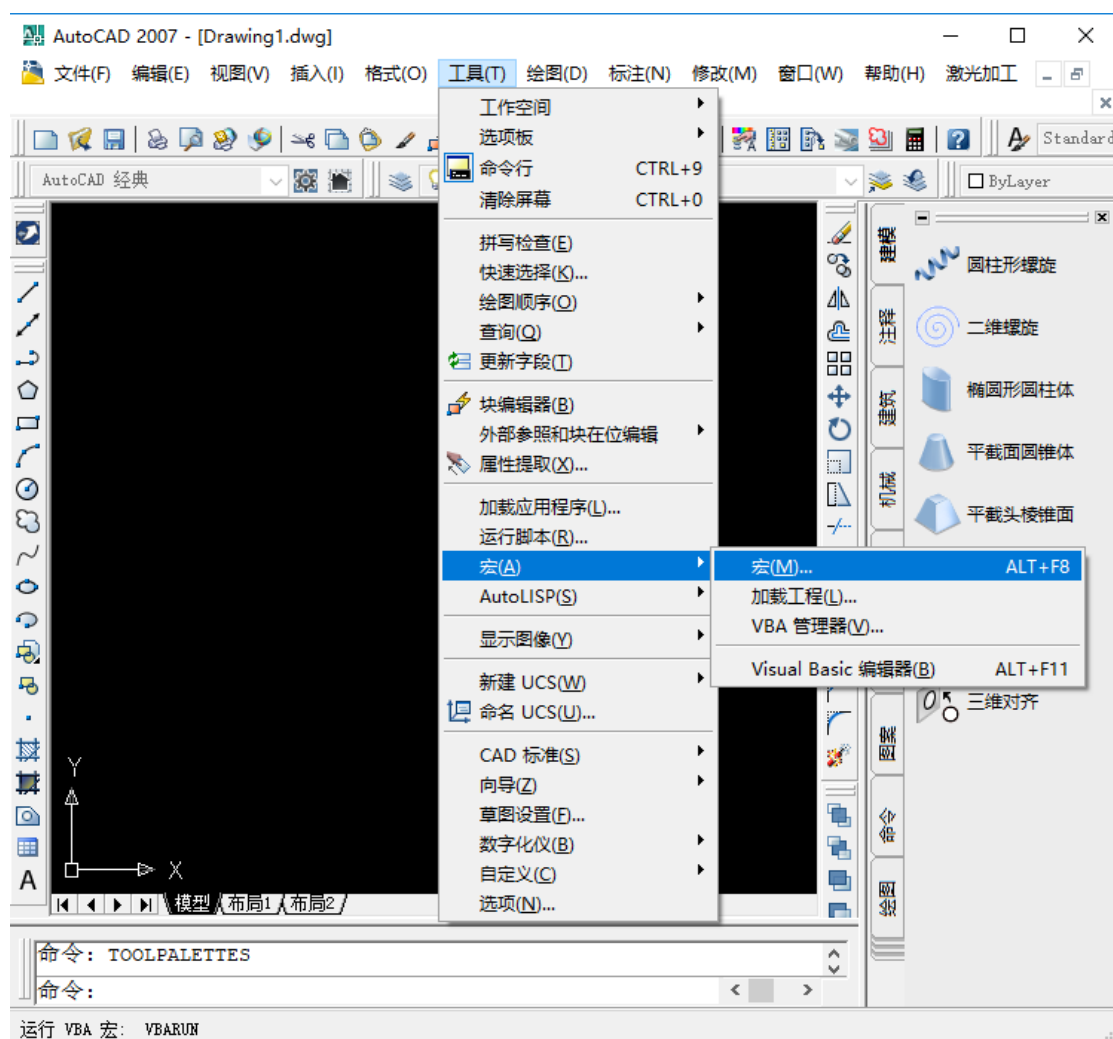 AutoCAD 2007 - [Drawing1.dwg]
文件(F) 编辑(E) 视图(V) 插入(I) 格式(O) 工具(T) 绘图(D) 标注(N) 修改(M) 窗口(W) 帮助(H) 激光加工
Standard
AutoCAD 经典
ByLayer
工作空间
选项板
命令行 CTRL+9
清除屏幕 CTRL+0
拼写检查(E)
快速选择(K)...
绘图顺序(O)
查询(Q)
更新字段(T)
块编辑器(B)
外部参照和块在位编辑
属性提取(X)...
加载应用程序(L)...
运行脚本(R)...
宏(A)
AutoLISP(S)
显示图像(Y)
新建 UCS(W)
命名 UCS(U)...
CAD 标准(S)
向导(Z)
草图设置(F)...
数字化仪(B)
自定义(C)
选项(N)...
宏(M)... ALT+F8
加载工程(L)...
VBA 管理器(V)...
Visual Basic 编辑器(B) ALT+F11
建模
注释
建筑
机械
圆柱形螺旋
二维螺旋
椭圆形圆柱体
平截面圆锥体
平截头棱锥面
三维对齐
命令
Y
X
A
模型 布局1 布局2
命令: TOOLPALETTES
命令:
运行 VBA 宏: VBARUN